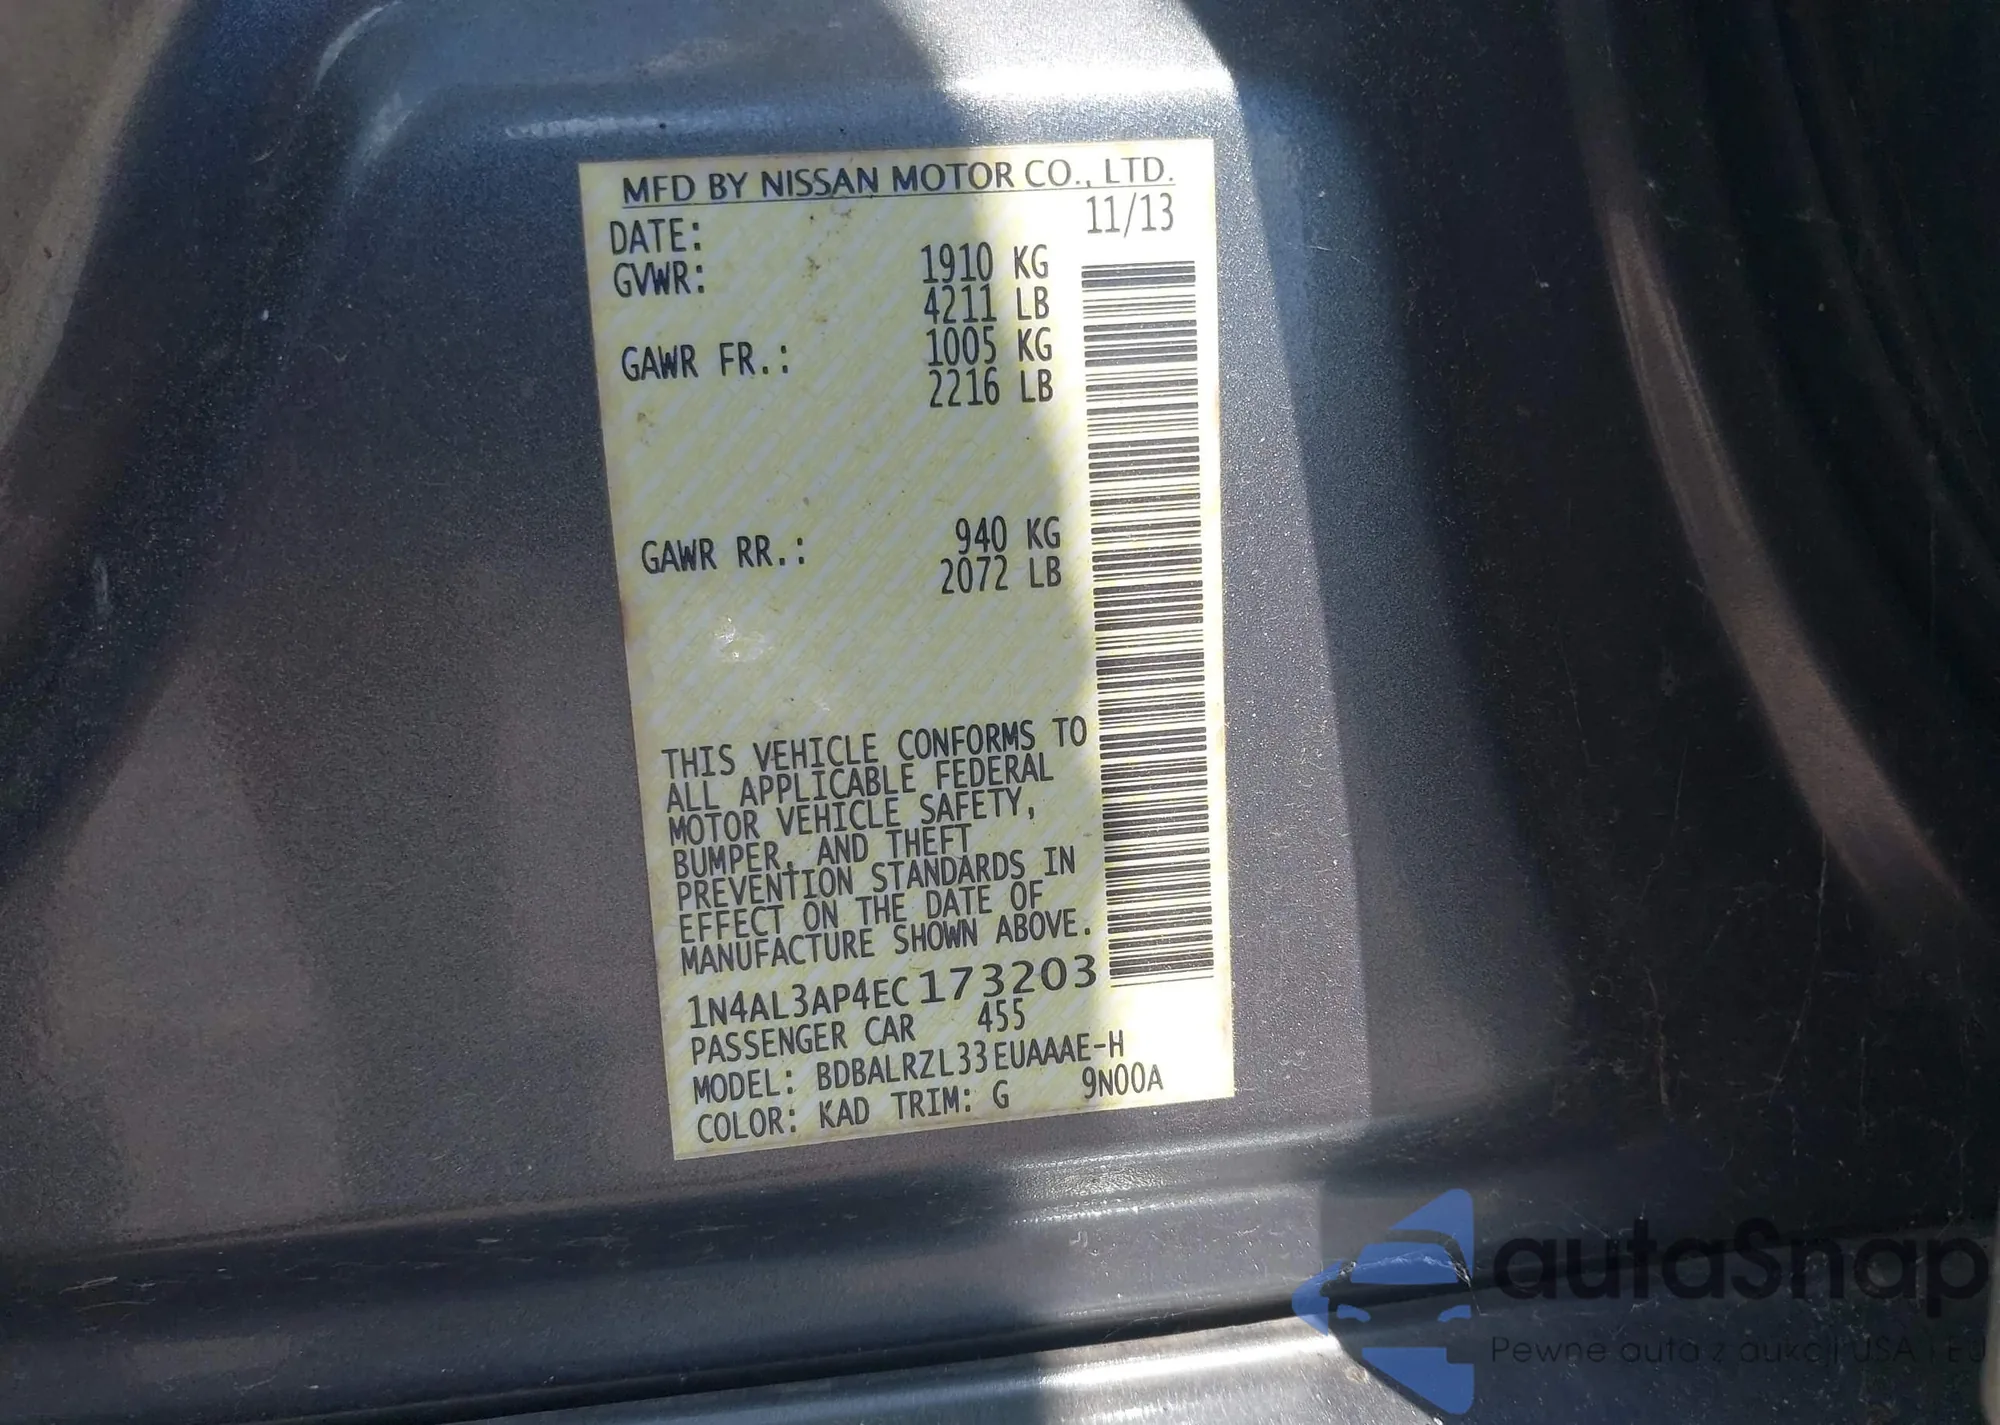 MFD BY NISSAN MOTOR CO., LTD.
DATE: 11/13
GVWR: 1910 KG
4211 LB
GAWR FR.: 1005 KG
2216 LB
GAWR RR.: 940 KG
2072 LB
THIS VEHICLE CONFORMS TO
ALL APPLICABLE FEDERAL
MOTOR VEHICLE SAFETY,
BUMPER, AND THEFT
PREVENTION STANDARDS IN
EFFECT ON THE DATE OF
MANUFACTURE SHOWN ABOVE.
1N4AL3AP4EC173203
PASSENGER CAR 455
MODEL: BDBALRZL33EUAAAE-H
COLOR: KAD TRIM: G 9N00A
autaSnap
Pewne auta z aukcji USA i EU